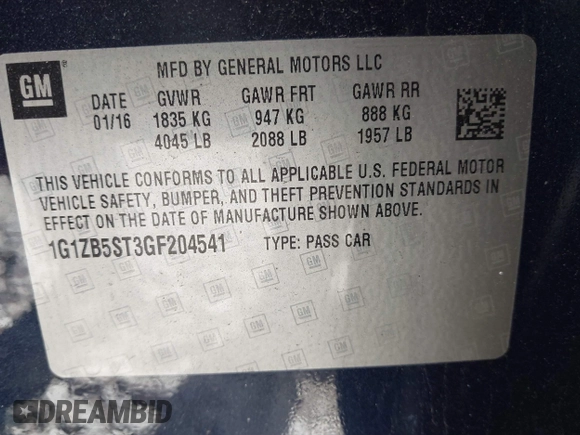 GM
MFD BY GENERAL MOTORS LLC
DATE GVWR GAWR FRT GAWR RR
01/16 1835 KG 947 KG 888 KG
4045 LB 2088 LB 1957 LB
THIS VEHICLE CONFORMS TO ALL APPLICABLE U.S. FEDERAL MOTOR
VEHICLE SAFETY, BUMPER, AND THEFT PREVENTION STANDARDS IN
EFFECT ON THE DATE OF MANUFACTURE SHOWN ABOVE.
1G1ZB5ST3GF204541 TYPE: PASS CAR
DREAMBID